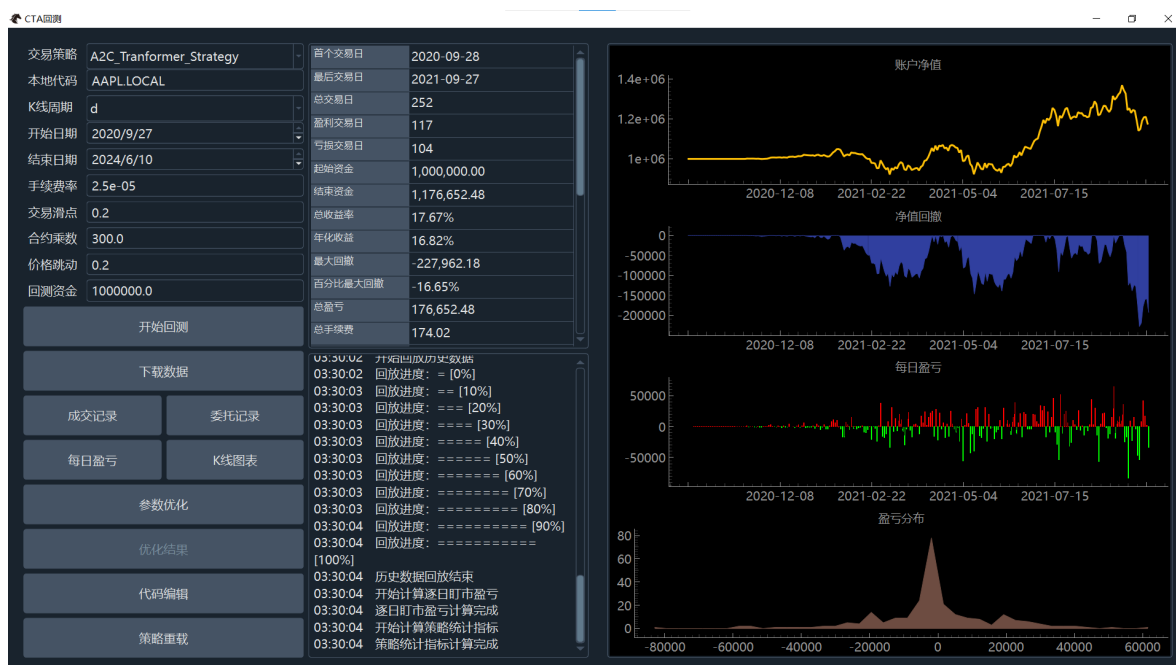 CTA回测
交易策略 A2C_Tranformer_Strategy
本地代码 AAPL.LOCAL
K线周期 d
开始日期 2020/9/27
结束日期 2024/6/10
手续费率 2.5e-05
交易滑点 0.2
合约乘数 300.0
价格跳动 0.2
回测资金 1000000.0
开始回测
下载数据
成交记录 委托记录
每日盈亏 K线图表
参数优化
优化结果
代码编辑
策略重载
首个交易日 2020-09-28
最后交易日 2021-09-27
总交易日 252
盈利交易日 117
亏损交易日 104
起始资金 1,000,000.00
结束资金 1,176,652.48
总收益率 17.67%
年化收益 16.82%
最大回撤 -227,962.18
百分比最大回撤 -16.65%
总盈亏 176,652.48
总手续费 174.02
03:30:02 开始回放历史数据
03:30:02 回放进度：= [0%]
03:30:03 回放进度：== [10%]
03:30:03 回放进度：=== [20%]
03:30:03 回放进度：==== [30%]
03:30:03 回放进度：===== [40%]
03:30:03 回放进度：====== [50%]
03:30:03 回放进度：======= [60%]
03:30:03 回放进度：======== [70%]
03:30:03 回放进度：========= [80%]
03:30:04 回放进度：========== [90%]
03:30:04 回放进度：===========
[100%]
03:30:04 历史数据回放结束
03:30:04 开始计算逐日盯市盈亏
03:30:04 逐日盯市盈亏计算完成
03:30:04 开始计算策略统计指标
03:30:04 策略统计指标计算完成
账户净值
1.4e+06
1.2e+06
1e+06
2020-12-08 2021-02-22 2021-05-04 2021-07-15
净值回撤
0
-50000
-100000
-150000
-200000
2020-12-08 2021-02-22 2021-05-04 2021-07-15
每日盈亏
50000
0
-50000
2020-12-08 2021-02-22 2021-05-04 2021-07-15
盈亏分布
80
60
40
20
0
-80000 -60000 -40000 -20000 0 20000 40000 60000